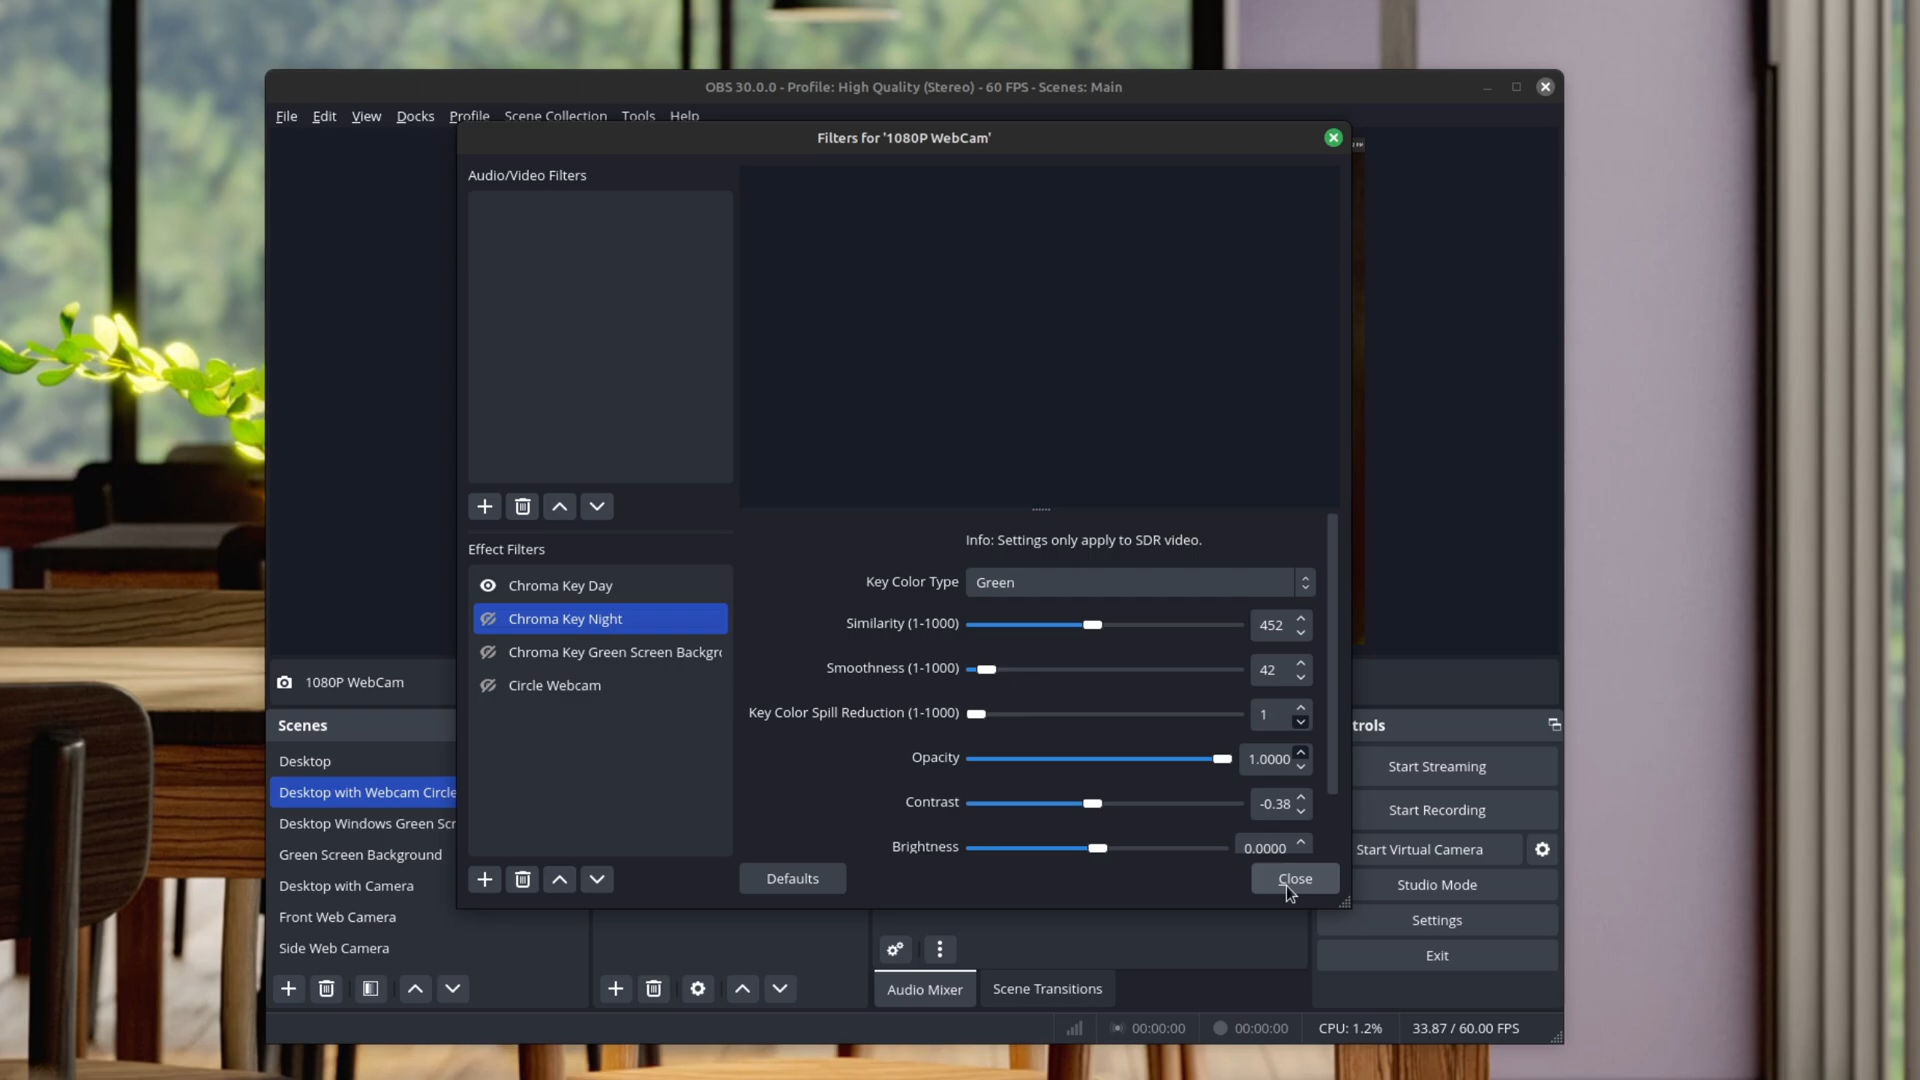 OBS 30.0.0 - Profile: High Quality (Stereo) - 60 FPS - Scenes: Main
File Edit View Docks Profile Scene Collection Tools Help
Filters for '1080P WebCam'
Audio/Video Filters
Info: Settings only apply to SDR video.
Effect Filters
Key Color Type Green
Chroma Key Day
Chroma Key Night
Chroma Key Green Screen Backgr
Circle Webcam
Similarity (1-1000) 452
Smoothness (1-1000) 42
Key Color Spill Reduction (1-1000) 1
Opacity 1.0000
Contrast -0.38
Brightness 0.0000
Defaults
Close
1080P WebCam
Scenes
Desktop
Desktop with Webcam Circle
Desktop Windows Green Scr
Green Screen Background
Desktop with Camera
Front Web Camera
Side Web Camera
Audio Mixer
Scene Transitions
trols
Start Streaming
Start Recording
Start Virtual Camera
Studio Mode
Settings
Exit
00:00:00 00:00:00 CPU: 1.2% 33.87 / 60.00 FPS